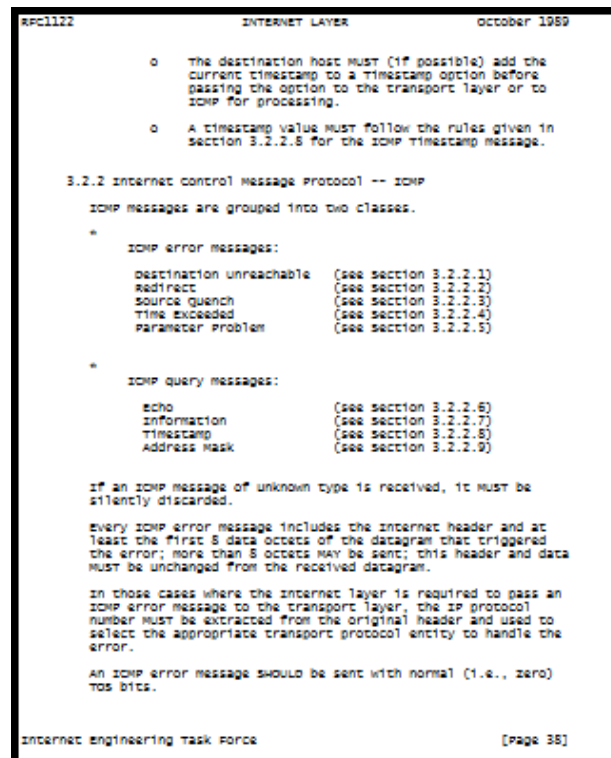 RFC1122 INTERNET LAYER October 1989
o The destination host MUST (if possible) add the
current timestamp to a Timestamp option before
passing the option to the transport layer or to
ICMP for processing.
o A timestamp value MUST follow the rules given in
Section 3.2.2.8 for the ICMP Timestamp message.
3.2.2 Internet Control Message Protocol -- ICMP
ICMP messages are grouped into two classes.
*
ICMP error messages:
Destination Unreachable (see Section 3.2.2.1)
Redirect (see Section 3.2.2.2)
Source Quench (see Section 3.2.2.3)
Time Exceeded (see Section 3.2.2.4)
Parameter Problem (see Section 3.2.2.5)
*
ICMP query messages:
Echo (see Section 3.2.2.6)
Information (see Section 3.2.2.7)
Timestamp (see Section 3.2.2.8)
Address Mask (see Section 3.2.2.9)
If an ICMP message of unknown type is received, it MUST be
silently discarded.
Every ICMP error message includes the Internet header and at
least the first 8 data octets of the datagram that triggered
the error; more than 8 octets MAY be sent; this header and data
MUST be unchanged from the received datagram.
In those cases where the Internet layer is required to pass an
ICMP error message to the transport layer, the IP protocol
number MUST be extracted from the original header and used to
select the appropriate transport protocol entity to handle the
error.
An ICMP error message SHOULD be sent with normal (i.e., zero)
TOS bits.
Internet Engineering Task Force [Page 38]